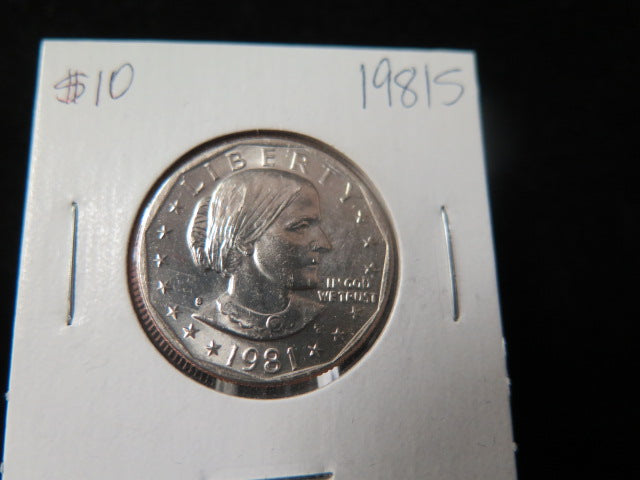 $10 1981S
LIBERTY
IN GOD
WE TRUST
1981